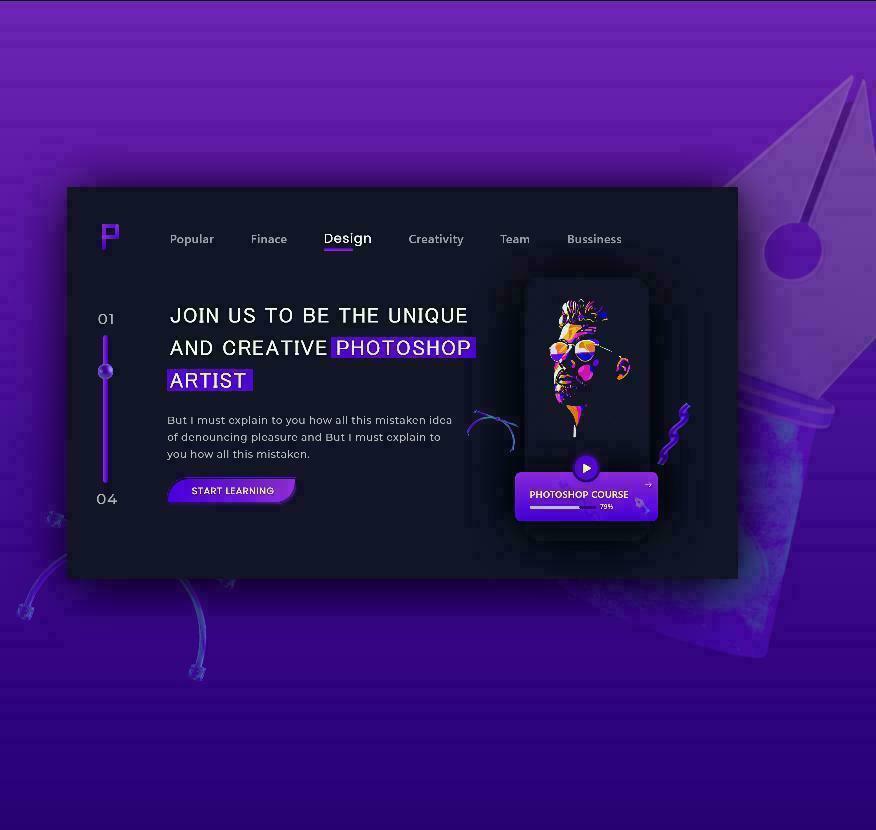 P
Popular Finace Design Creativity Team Bussiness
01
JOIN US TO BE THE UNIQUE
AND CREATIVE PHOTOSHOP
ARTIST
But I must explain to you how all this mistaken idea
of denouncing pleasure and But I must explain to
you how all this mistaken.
START LEARNING
04
PHOTOSHOP COURSE
79%